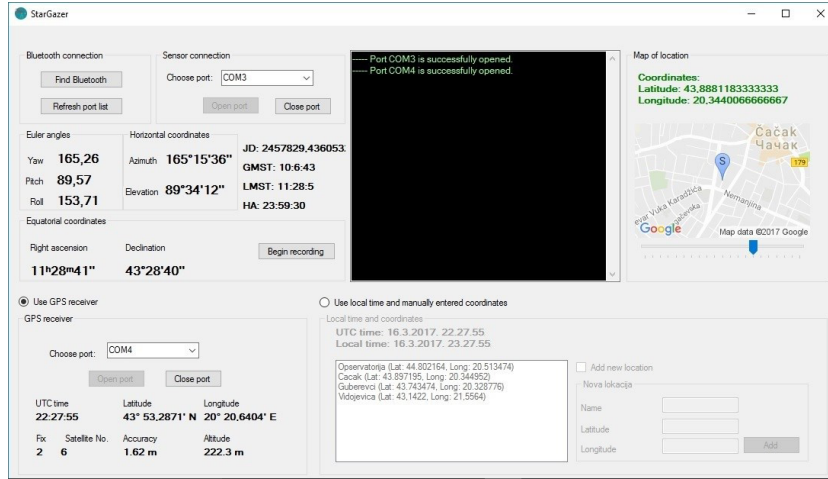 StarGazer
Bluetooth connection
Find Bluetooth
Refresh port list
Sensor connection
Choose port: COM3
Open port Close port
Euler angles
Yaw 165,26
Pitch 89,57
Roll 153,71
Horizontal coordinates
Azimuth 165°15'36"
Elevation 89°34'12"
JD: 2457829,436053
GMST: 10:6:43
LMST: 11:28:5
HA: 23:59:30
Equatorial coordinates
Right ascension Declination
11h28m41" 43°28'40"
Begin recording
----- Port COM3 is successfully opened.
----- Port COM4 is successfully opened.
Map of location
Coordinates:
Latitude: 43,8881183333333
Longitude: 20,3440066666667
Čačak
Чачак
S
179
evar Vuka Karadžića
Nemanjina
Google
Map data ©2017 Google
Use GPS receiver
GPS receiver
Choose port: COM4
Open port Close port
UTC time Latitude Longitude
22:27:55 43° 53,2871' N 20° 20,6404' E
Fix Satellite No. Accuracy Altitude
2 6 1.62 m 222.3 m
Use local time and manually entered coordinates
Local time and coordinates
UTC time: 16.3.2017. 22.27.55
Local time: 16.3.2017. 23.27.55
Opservatorija (Lat: 44.802164, Long: 20.513474)
Cacak (Lat: 43.897195, Long: 20.344952)
Guberevci (Lat: 43.743474, Long: 20.328776)
Vidojevica (Lat: 43,1422, Long: 21,5564)
Add new location
Nova lokacija
Name
Latitude
Longitude
Add